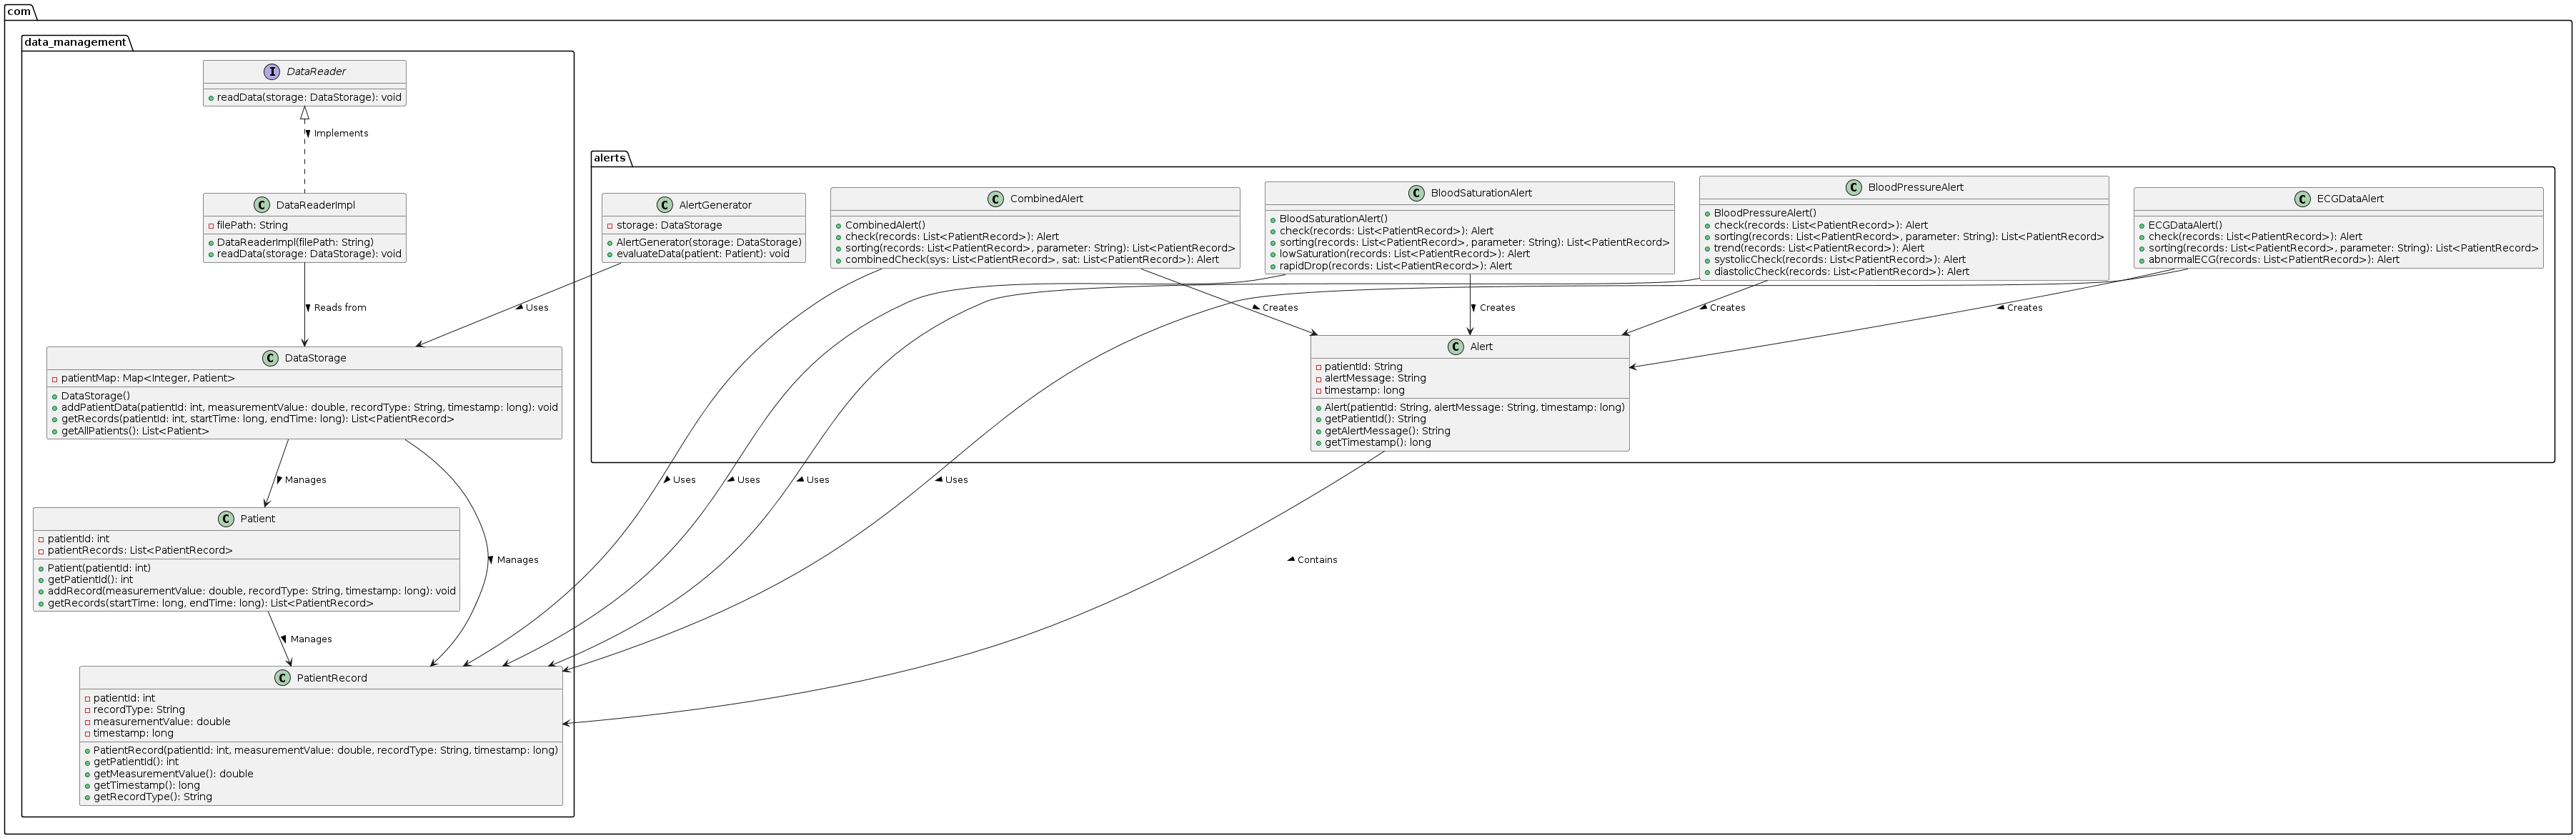 com
data_management
I DataReader
readData(storage: DataStorage): void
Implements
C DataReaderImpl
filePath: String
DataReaderImpl(filePath: String)
readData(storage: DataStorage): void
Reads from
C DataStorage
patientMap: Map<Integer, Patient>
DataStorage()
addPatientData(patientId: int, measurementValue: double, recordType: String, timestamp: long): void
getRecords(patientId: int, startTime: long, endTime: long): List<PatientRecord>
getAllPatients(): List<Patient>
Manages
C Patient
patientId: int
patientRecords: List<PatientRecord>
Patient(patientId: int)
getPatientId(): int
addRecord(measurementValue: double, recordType: String, timestamp: long): void
getRecords(startTime: long, endTime: long): List<PatientRecord>
Manages
Manages
C PatientRecord
patientId: int
recordType: String
measurementValue: double
timestamp: long
PatientRecord(patientId: int, measurementValue: double, recordType: String, timestamp: long)
getPatientId(): int
getMeasurementValue(): double
getTimestamp(): long
getRecordType(): String
alerts
C AlertGenerator
storage: DataStorage
AlertGenerator(storage: DataStorage)
evaluateData(patient: Patient): void
Uses
C CombinedAlert
CombinedAlert()
check(records: List<PatientRecord>): Alert
sorting(records: List<PatientRecord>, parameter: String): List<PatientRecord>
combinedCheck(sys: List<PatientRecord>, sat: List<PatientRecord>): Alert
C BloodSaturationAlert
BloodSaturationAlert()
check(records: List<PatientRecord>): Alert
sorting(records: List<PatientRecord>, parameter: String): List<PatientRecord>
lowSaturation(records: List<PatientRecord>): Alert
rapidDrop(records: List<PatientRecord>): Alert
C BloodPressureAlert
BloodPressureAlert()
check(records: List<PatientRecord>): Alert
sorting(records: List<PatientRecord>, parameter: String): List<PatientRecord>
trend(records: List<PatientRecord>): Alert
systolicCheck(records: List<PatientRecord>): Alert
diastolicCheck(records: List<PatientRecord>): Alert
C ECGDataAlert
ECGDataAlert()
check(records: List<PatientRecord>): Alert
sorting(records: List<PatientRecord>, parameter: String): List<PatientRecord>
abnormalECG(records: List<PatientRecord>): Alert
Creates
Creates
Creates
Creates
C Alert
patientId: String
alertMessage: String
timestamp: long
Alert(patientId: String, alertMessage: String, timestamp: long)
getPatientId(): String
getAlertMessage(): String
getTimestamp(): long
Uses
Uses
Uses
Uses
Contains